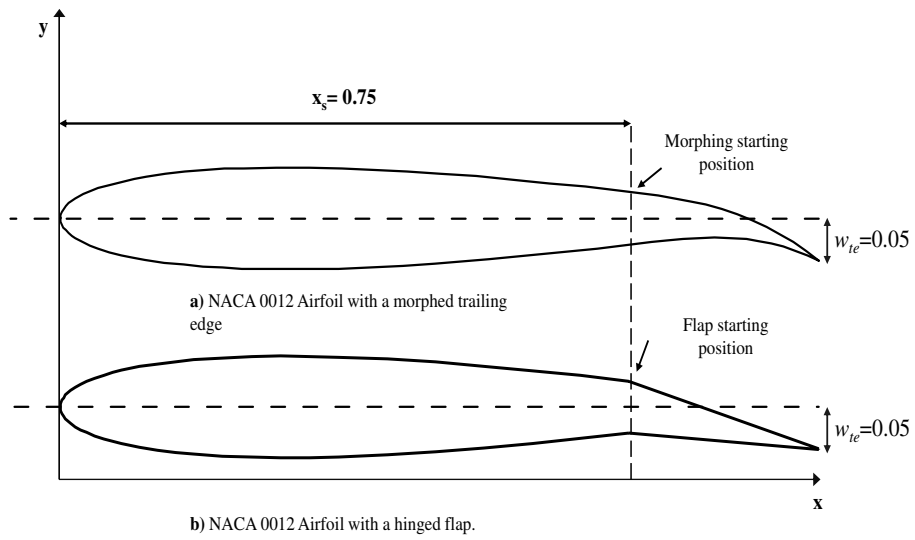 y
xs= 0.75
Morphing starting
position
wte=0.05
a) NACA 0012 Airfoil with a morphed trailing
edge
Flap starting
position
wte=0.05
x
b) NACA 0012 Airfoil with a hinged flap.